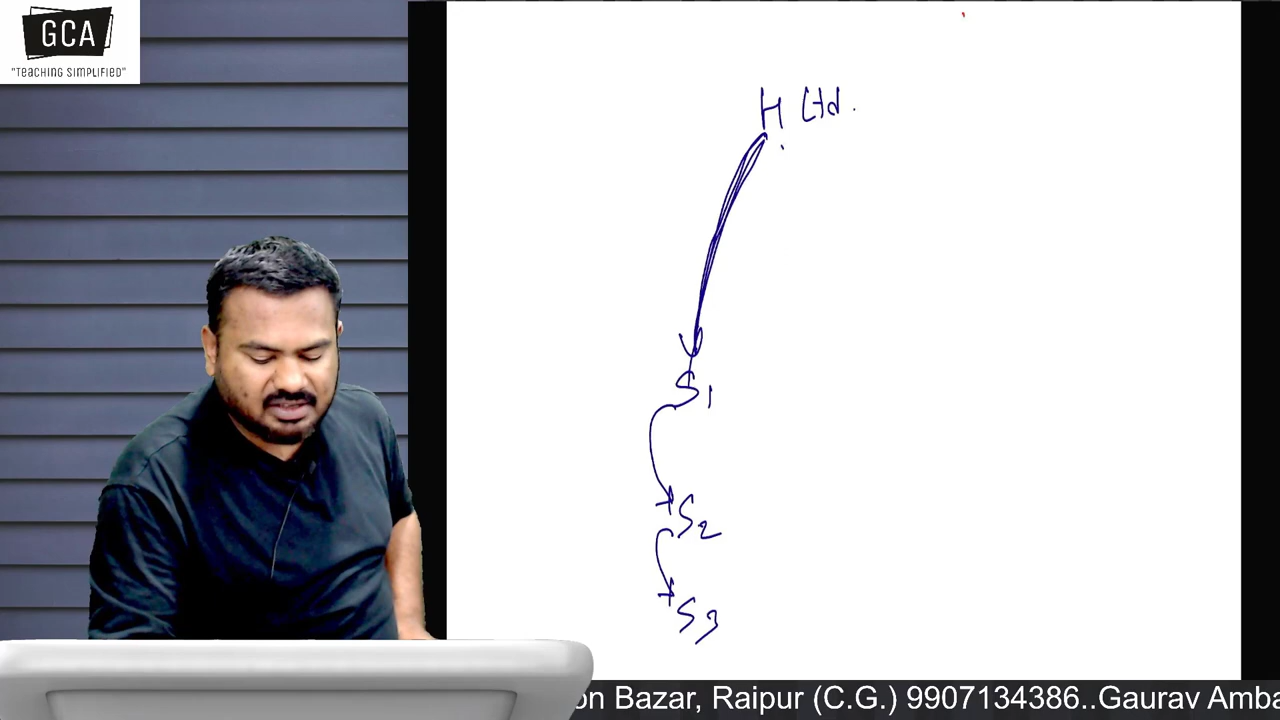 GCA
"TEACHING SIMPLIFIED"
H Ltd.
S1
S2
S3
on Bazar, Raipur (C.G.) 9907134386..Gaurav Amba